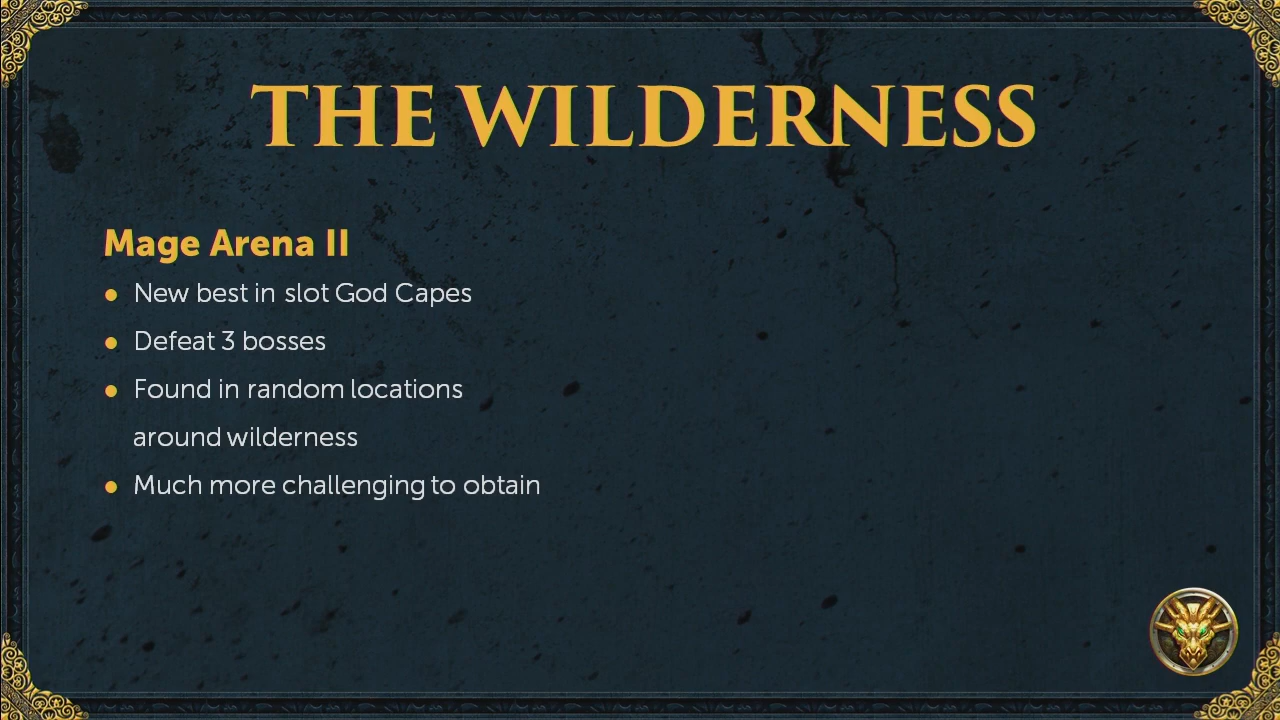 THE WILDERNESS
Mage Arena II
• New best in slot God Capes
• Defeat 3 bosses
• Found in random locations
around wilderness
• Much more challenging to obtain